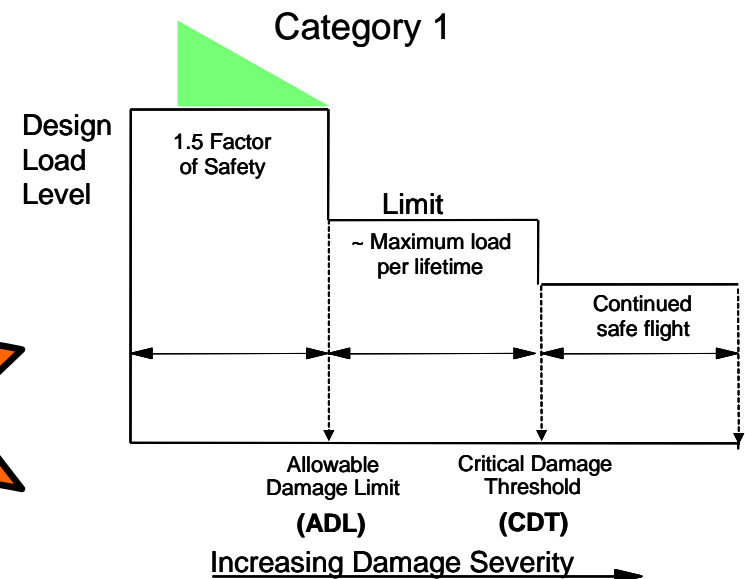 Category 1
Design
Load
Level
1.5 Factor
of Safety
Limit
~ Maximum load
per lifetime
Continued
safe flight
Allowable
Damage Limit
(ADL)
Critical Damage
Threshold
(CDT)
Increasing Damage Severity